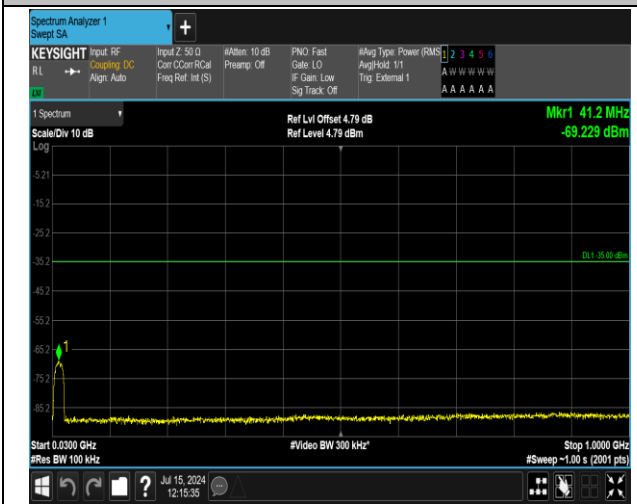 Spectrum Analyzer 1
Swept SA
+
KEYSIGHT Input: RF Input Z: 50 Ω #Atten: 10 dB PNO: Fast #Avg Type: Power (RMS 1 2 3 4 5 6
RL Coupling: DC Corr CCorr RCal Preamp: Off Gate: LO Avg|Hold: 1/1 A W W W W W
Align: Auto Freq Ref: Int (S) IF Gain: Low Trig: External 1
LXI Sig Track: Off A A A A A A
1 Spectrum Ref Lvl Offset 4.79 dB Mkr1 41.2 MHz
Scale/Div 10 dB Ref Level 4.79 dBm -69.229 dBm
Log
-5.21
-15.2
-25.2
DL1 -35.00 dBm
-35.2
-45.2
-55.2
1
-65.2
-75.2
-85.2
Start 0.0300 GHz #Video BW 300 kHz* Stop 1.0000 GHz
#Res BW 100 kHz #Sweep ~1.00 s (2001 pts)
? Jul 15, 2024
12:15:35